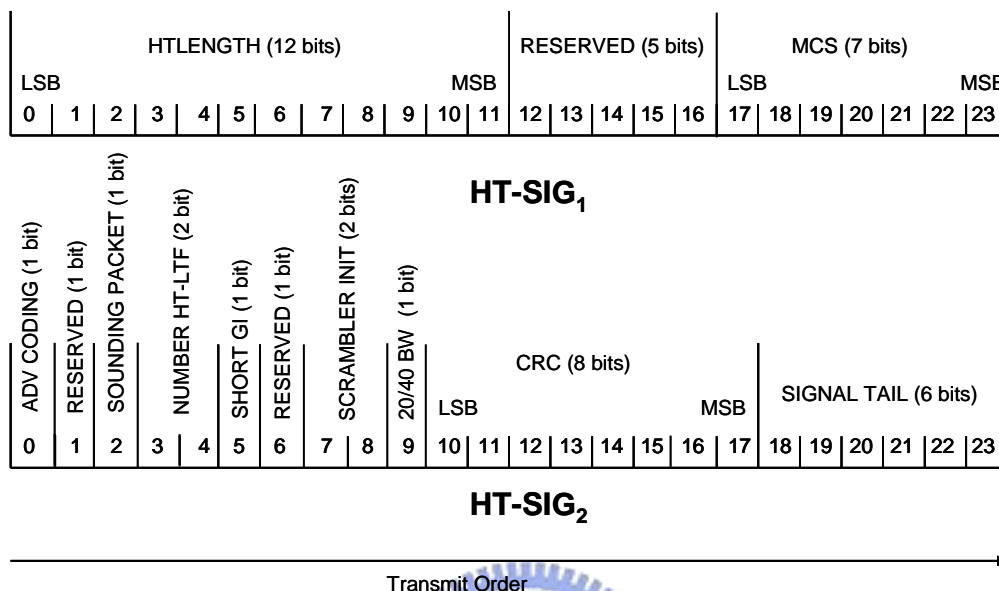 HTLENGTH (12 bits) RESERVED (5 bits) MCS (7 bits)
LSB MSB LSB MSB
0 1 2 3 4 5 6 7 8 9 10 11 12 13 14 15 16 17 18 19 20 21 22 23
HT-SIG1
ADV CODING (1 bit)
RESERVED (1 bit)
SOUNDING PACKET (1 bit)
NUMBER HT-LTF (2 bit)
SHORT GI (1 bit)
RESERVED (1 bit)
SCRAMBLER INIT (2 bits)
20/40 BW (1 bit)
CRC (8 bits)
LSB MSB
SIGNAL TAIL (6 bits)
0 1 2 3 4 5 6 7 8 9 10 11 12 13 14 15 16 17 18 19 20 21 22 23
HT-SIG2
Transmit Order